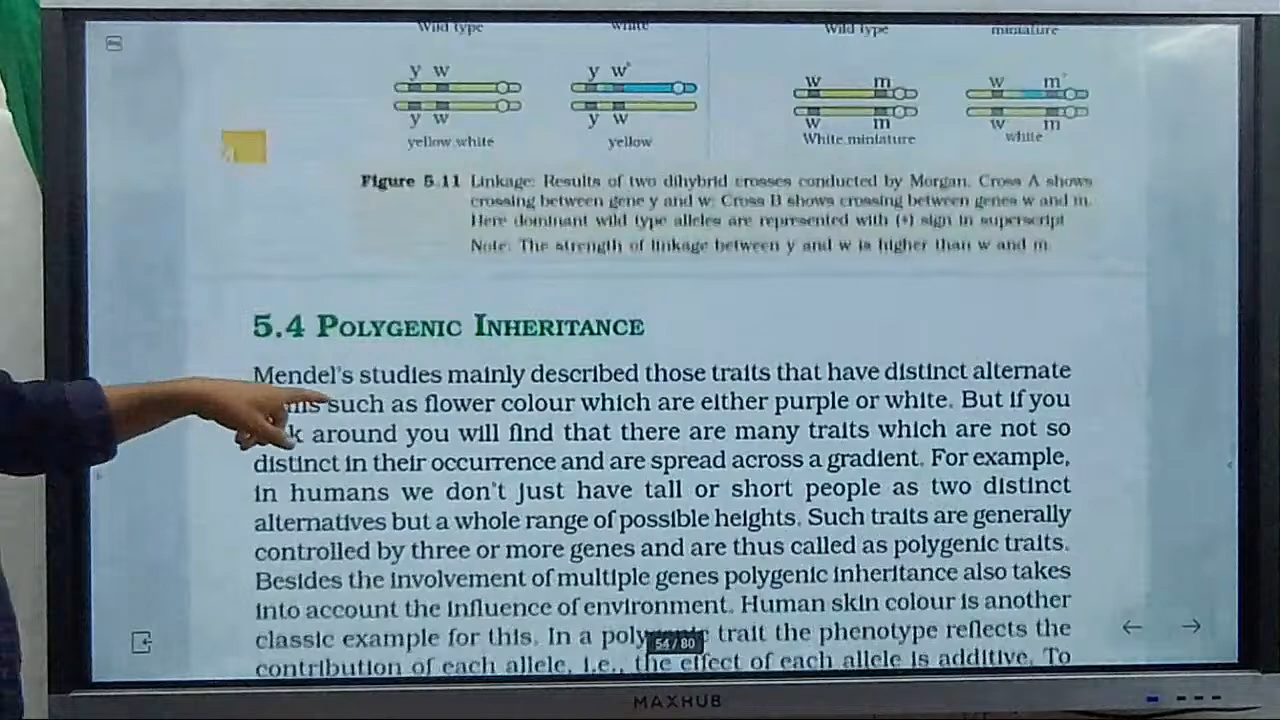 Wild type white Wild type miniature
y w y w⁺ w m w m⁺
y w y w w m w m
yellow, white yellow White, miniature white
Figure 5.11 Linkage: Results of two dihybrid crosses conducted by Morgan. Cross A shows
crossing between gene y and w; Cross B shows crossing between genes w and m.
Here dominant wild type alleles are represented with (+) sign in superscript
Note: The strength of linkage between y and w is higher than w and m
5.4 POLYGENIC INHERITANCE
Mendel's studies mainly described those traits that have distinct alternate
such as flower colour which are either purple or white. But if you
around you will find that there are many traits which are not so
distinct in their occurrence and are spread across a gradient. For example,
in humans we don't just have tall or short people as two distinct
alternatives but a whole range of possible heights. Such traits are generally
controlled by three or more genes and are thus called as polygenic traits.
Besides the involvement of multiple genes polygenic inheritance also takes
into account the influence of environment. Human skin colour is another
classic example for this. In a trait the phenotype reflects the
54 / 80
contribution of each allele, i.e., the effect of each allele is additive. To
MAXHUB